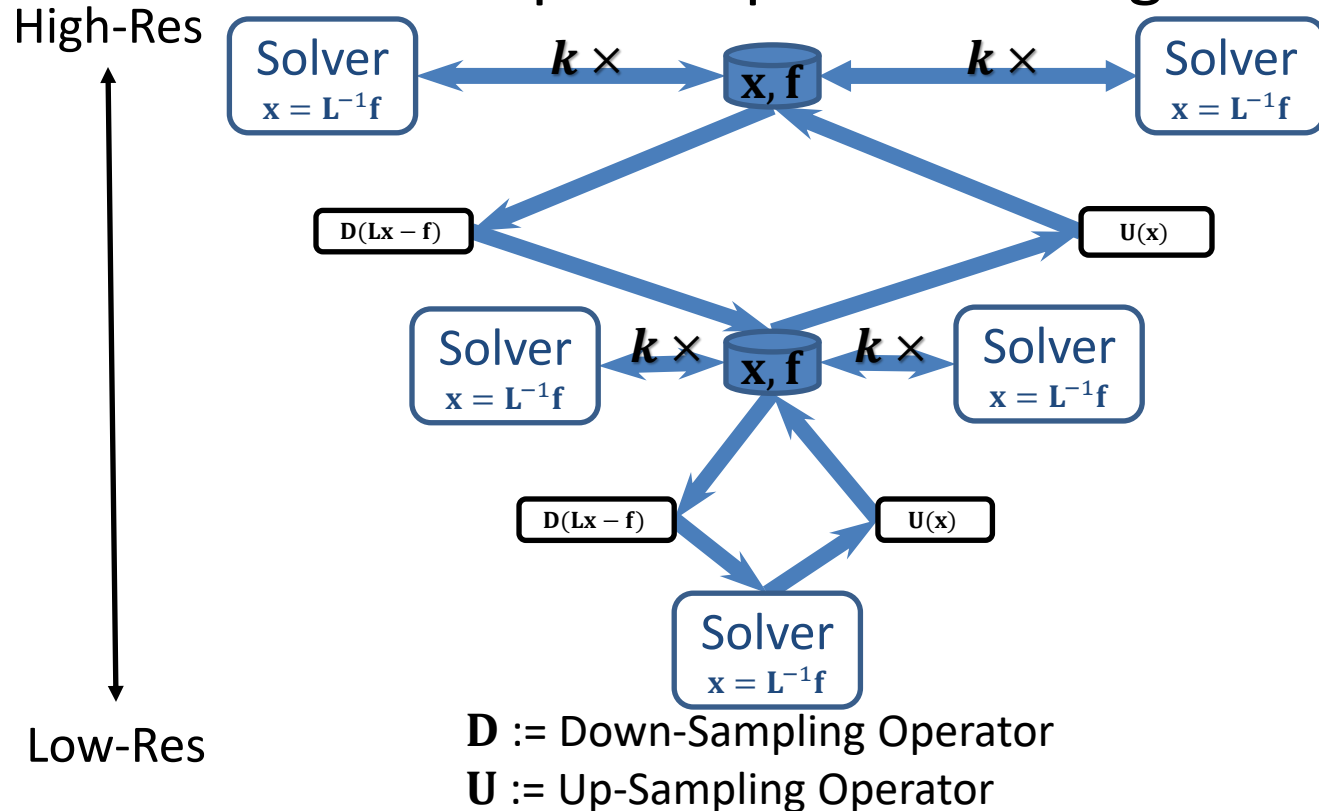 High-Res
Solver
x = L⁻¹f
k ×
x, f
k ×
Solver
x = L⁻¹f
D(Lx − f)
U(x)
Solver
x = L⁻¹f
k ×
x, f
k ×
Solver
x = L⁻¹f
D(Lx − f)
U(x)
Solver
x = L⁻¹f
Low-Res
D := Down-Sampling Operator
U := Up-Sampling Operator